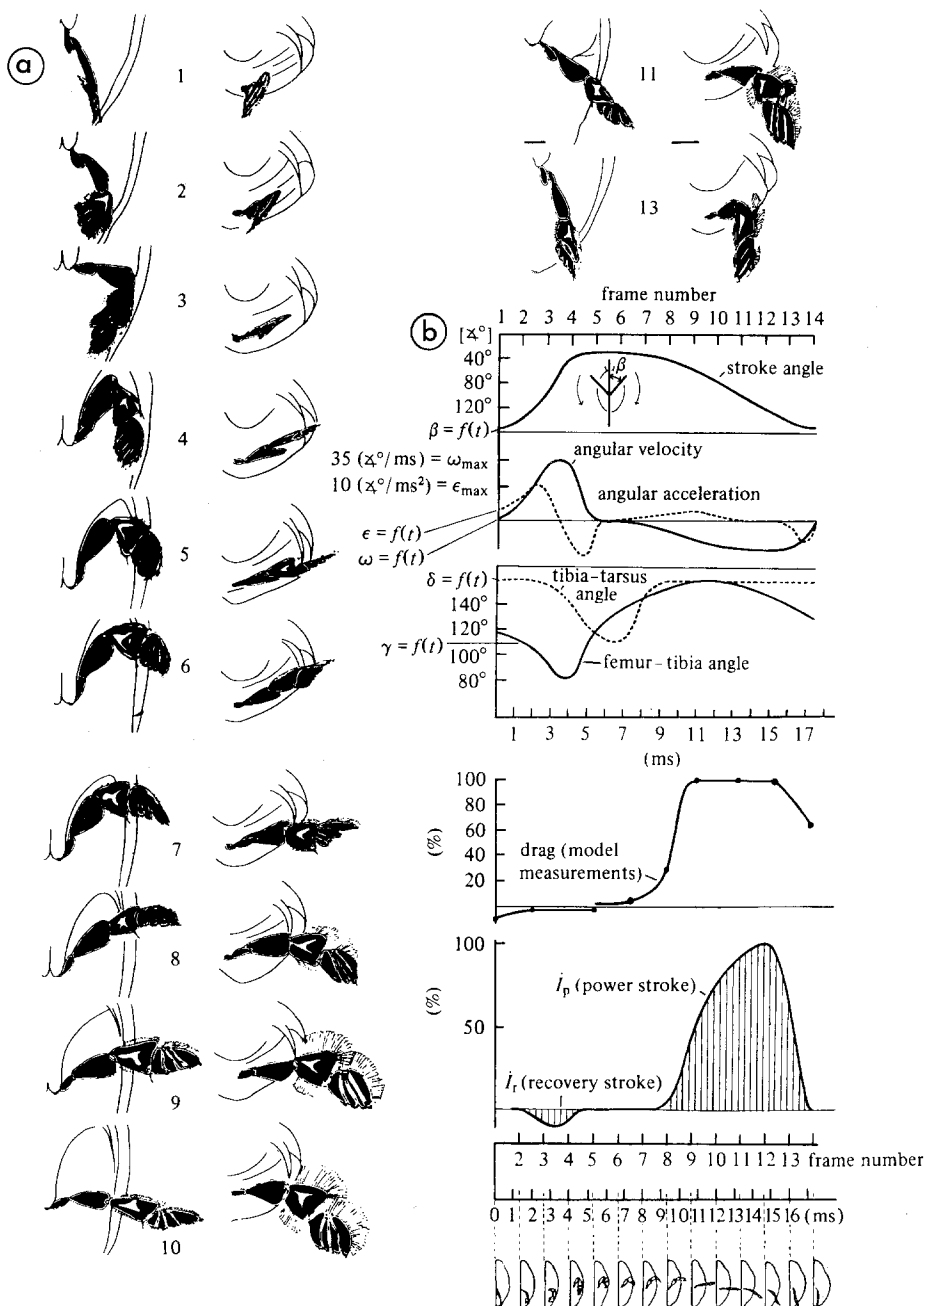 a
1
2
3
4
5
6
7
8
9
10
11
13
frame number
1 2 3 4 5 6 7 8 9 10 11 12 13 14
b
[∡°]
40°
80°
120°
β = f(t)
β
stroke angle
35 (∡°/ms) = ωmax
10 (∡°/ms²) = ϵmax
angular velocity
angular acceleration
ϵ = f(t)
ω = f(t)
δ = f(t)
tibia–tarsus
angle
140°
120°
γ = f(t)
100°
80°
femur–tibia angle
1 3 5 7 9 11 13 15 17
(ms)
100
80
60
40
20
(%)
drag (model
measurements)
100
50
(%)
İp (power stroke)
İr (recovery stroke)
2 3 4 5 6 7 8 9 10 11 12 13 frame number
0 1 2 3 4 5 6 7 8 9 10 11 12 13 14 15 16 (ms)